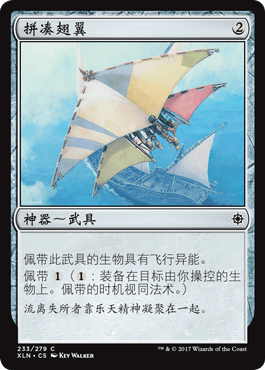 拼凑翅翼 2
神器～武具
佩带此武具的生物具有飞行异能。
佩带 1（1：装备在目标由你操控的生
物上。佩带的时机视同法术。）
流离失所者靠乐天精神凝聚在一起。
233/279 C
XLN • CS KEY WALKER
™ & © 2017 Wizards of the Coast